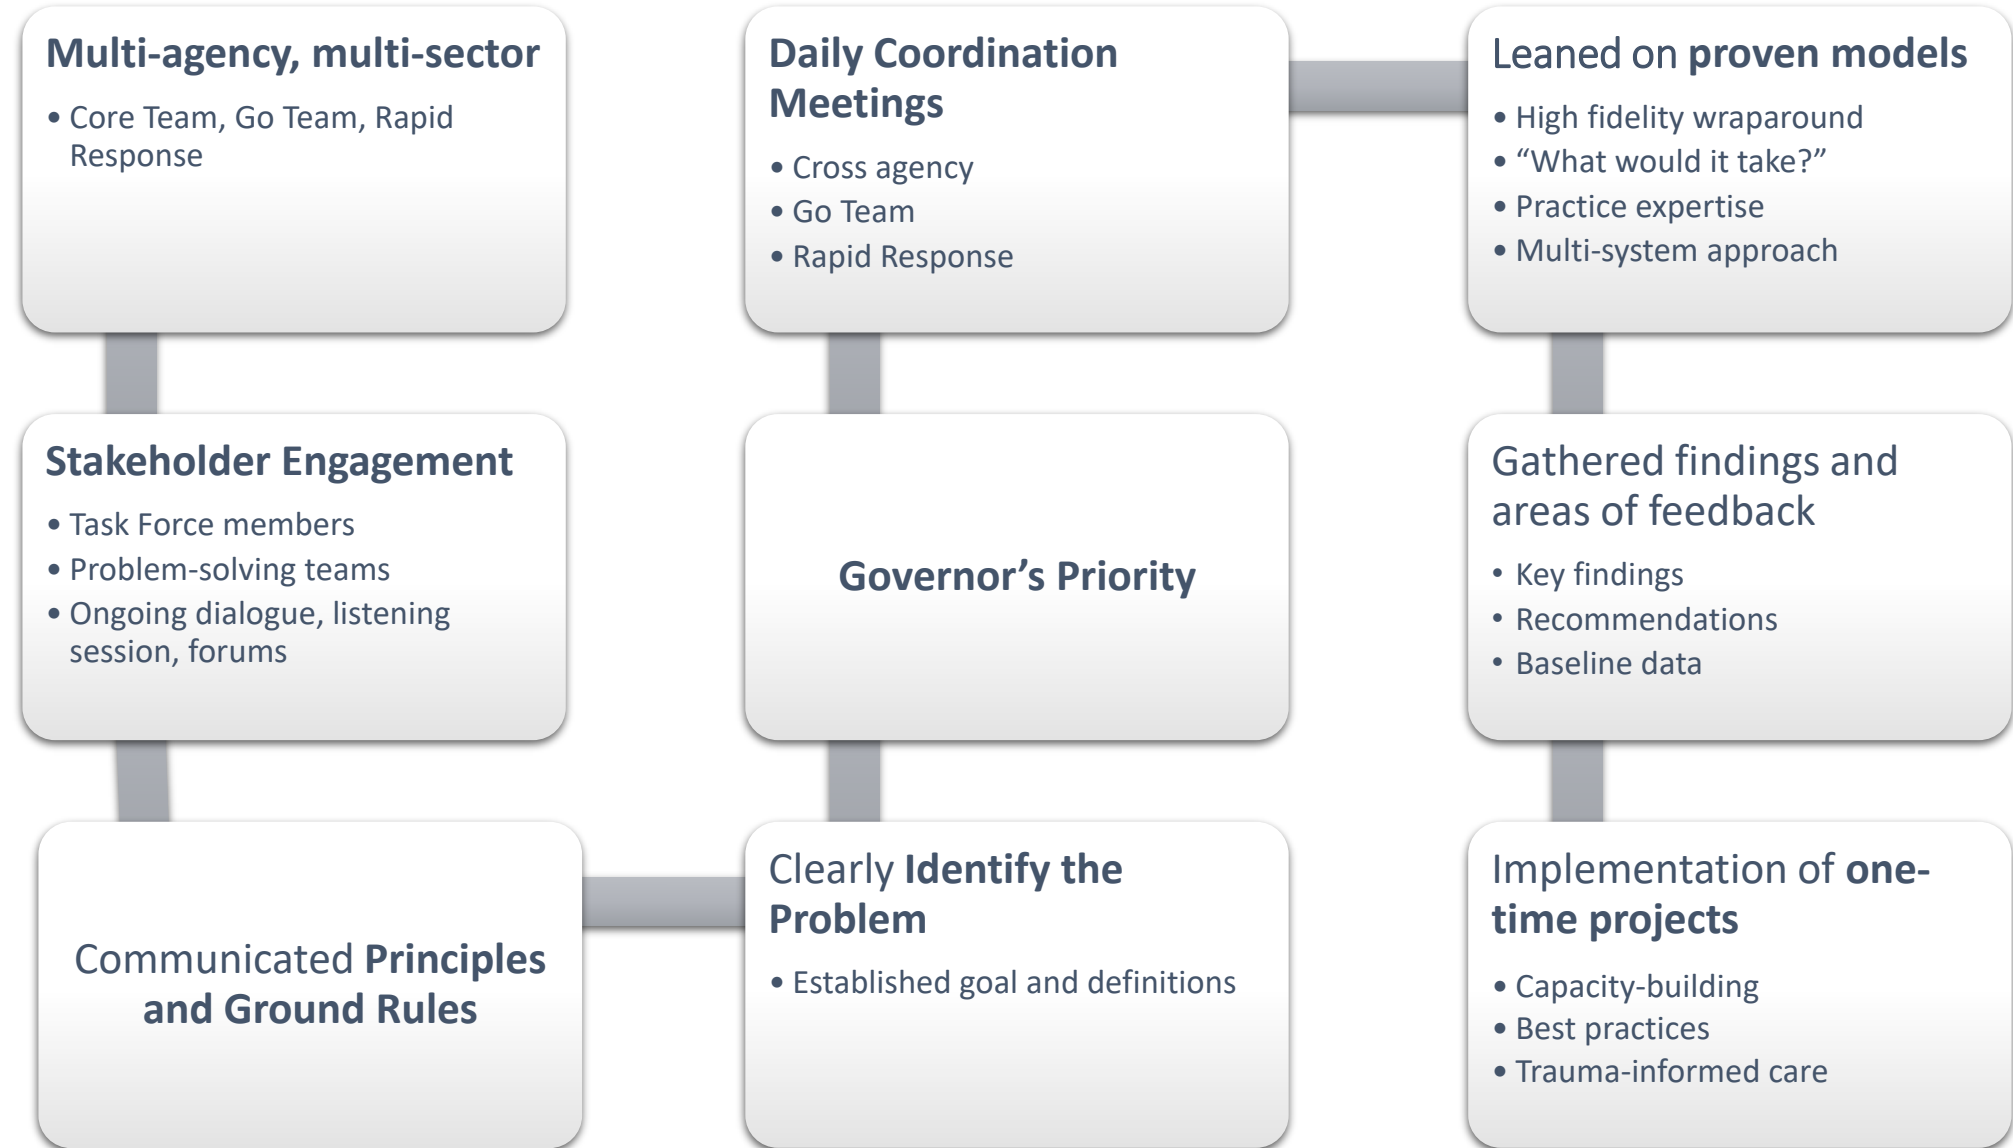 Multi-agency, multi-sector
• Core Team, Go Team, Rapid
Response
Stakeholder Engagement
• Task Force members
• Problem-solving teams
• Ongoing dialogue, listening
session, forums
Communicated Principles
and Ground Rules
Clearly Identify the
Problem
• Established goal and definitions
Governor’s Priority
Daily Coordination
Meetings
• Cross agency
• Go Team
• Rapid Response
Leaned on proven models
• High fidelity wraparound
• “What would it take?”
• Practice expertise
• Multi-system approach
Gathered findings and
areas of feedback
• Key findings
• Recommendations
• Baseline data
Implementation of one-
time projects
• Capacity-building
• Best practices
• Trauma-informed care